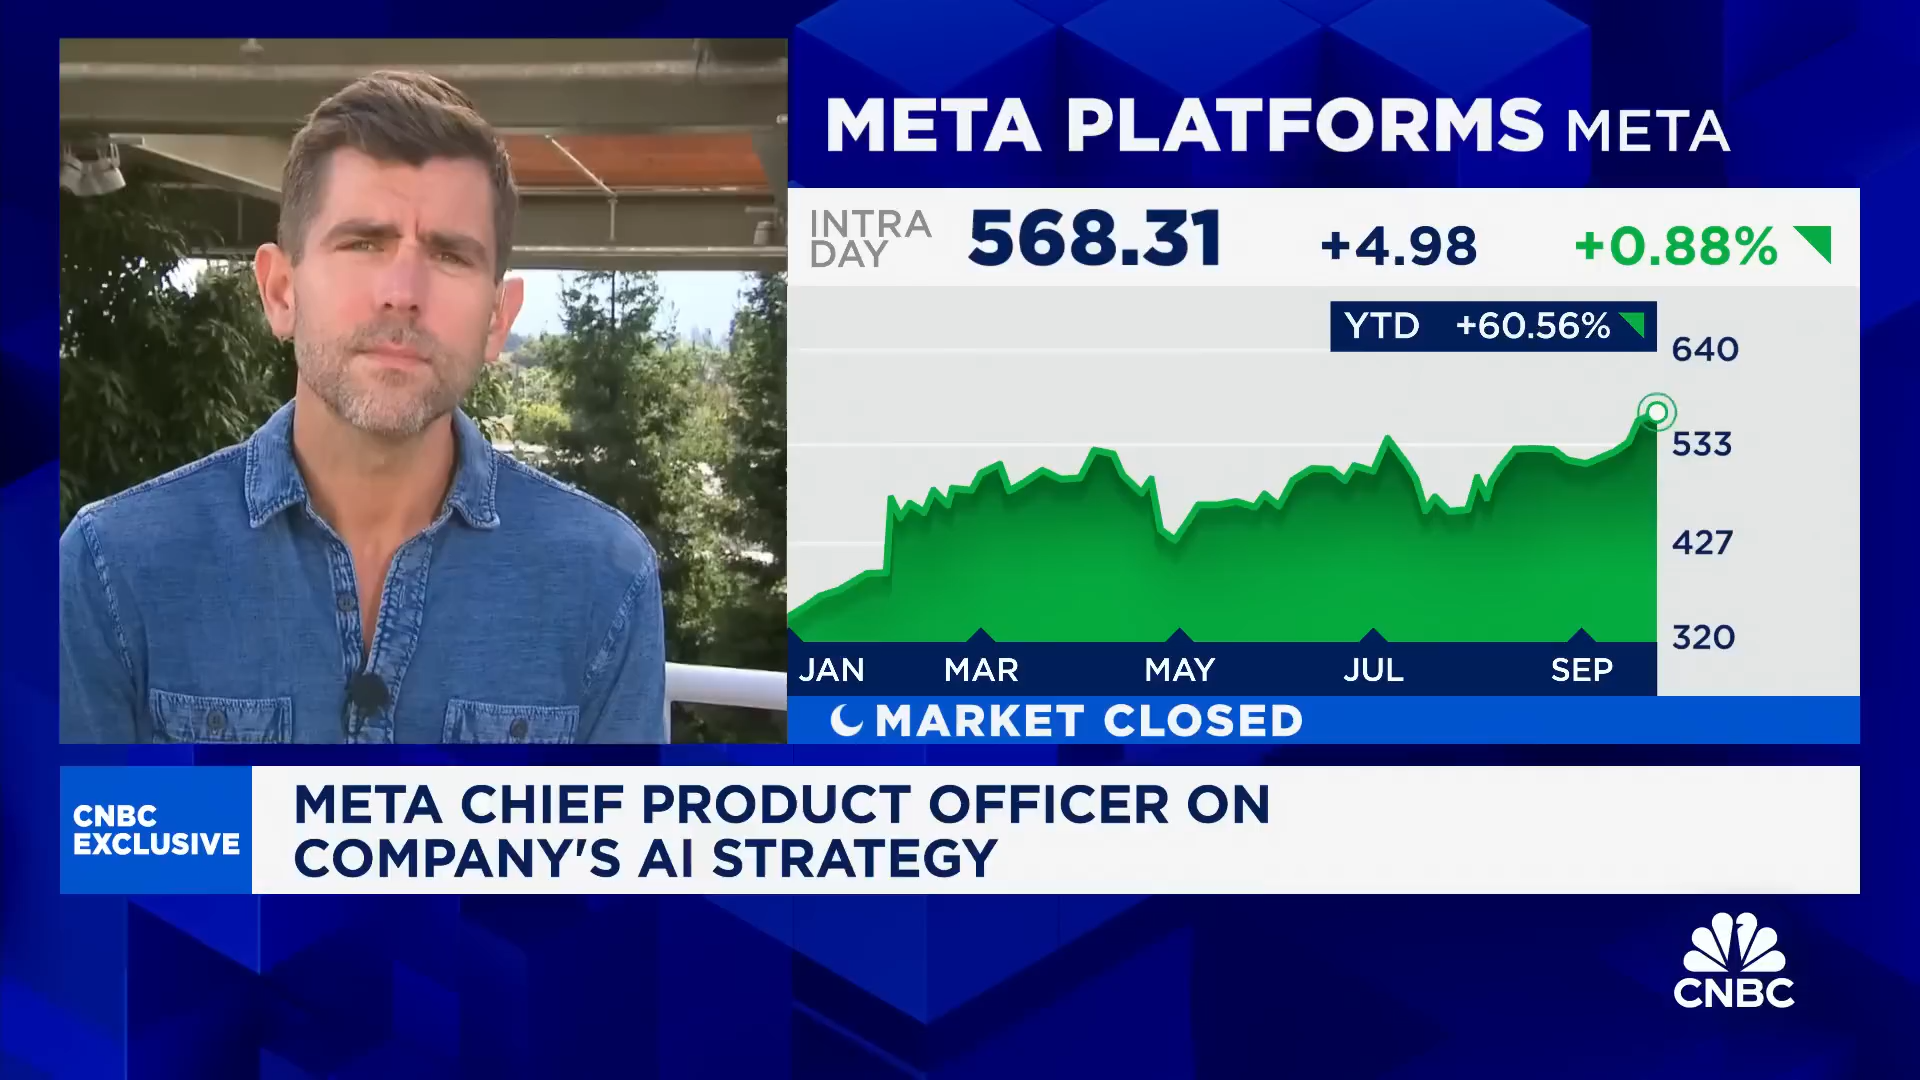 META PLATFORMS META
INTRA
DAY
568.31 +4.98 +0.88%
YTD +60.56%
640
533
427
320
JAN MAR MAY JUL SEP
MARKET CLOSED
CNBC
EXCLUSIVE
META CHIEF PRODUCT OFFICER ON
COMPANY'S AI STRATEGY
CNBC